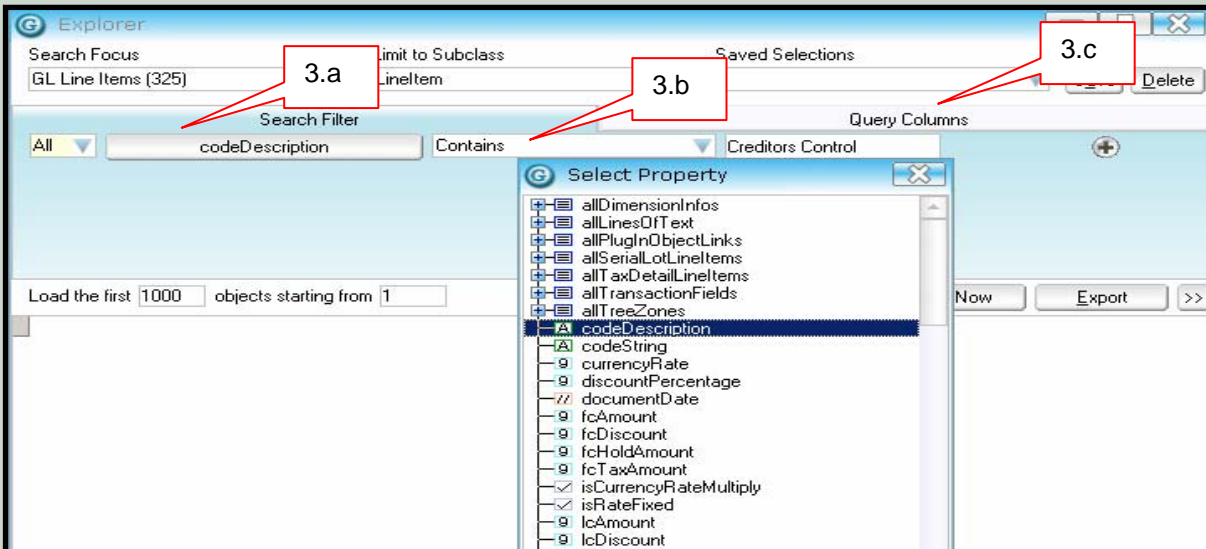 Explorer
Search Focus Limit to Subclass Saved Selections
GL Line Items (325) LineItem Delete
3.a
3.b
3.c
Search Filter Query Columns
All codeDescription Contains Creditors Control
Select Property
allDimensionInfos
allLinesOfText
allPlugInObjectLinks
allSerialLotLineItems
allTaxDetailLineItems
allTransactionFields
allTreeZones
codeDescription
codeString
currencyRate
discountPercentage
documentDate
fcAmount
fcDiscount
fcHoldAmount
fcTaxAmount
isCurrencyRateMultiply
isRateFixed
lcAmount
lcDiscount
Load the first 1000 objects starting from 1 Now Export >>